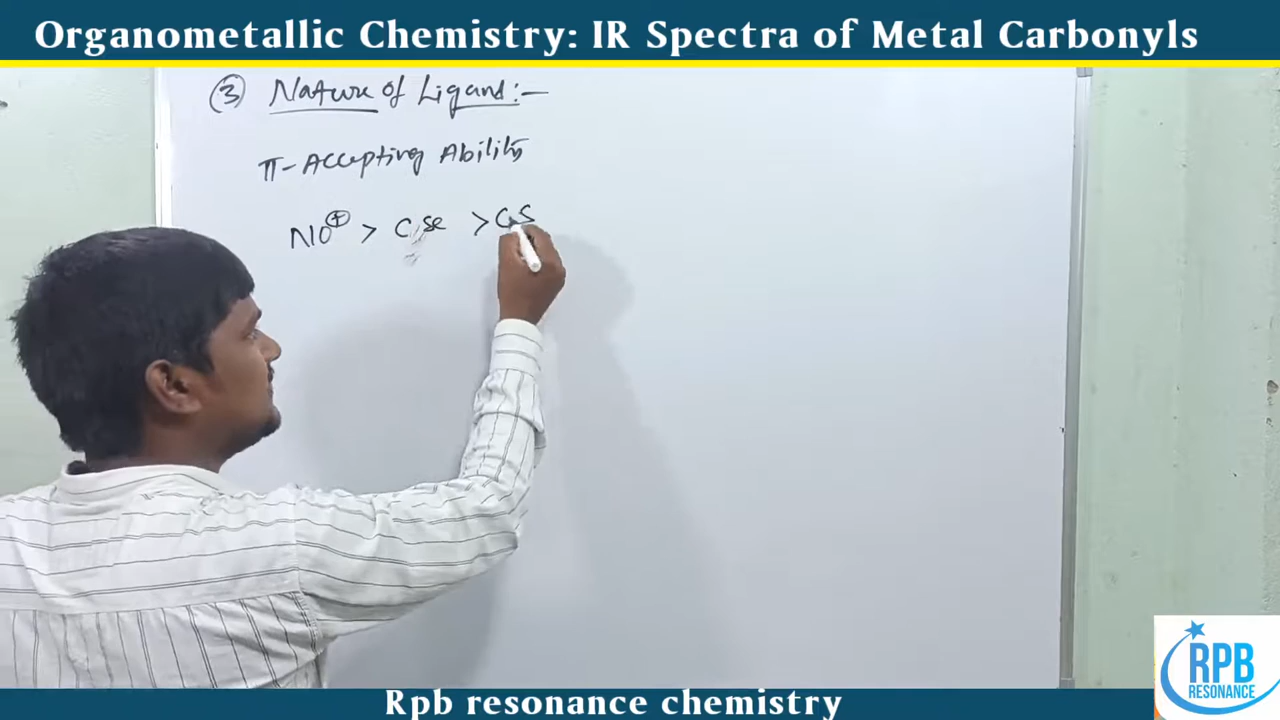 Organometallic Chemistry: IR Spectra of Metal Carbonyls
③ Nature of Ligand:-
π-Accepting Ability
NO⊕ > CSe > CS
RPB
RESONANCE
Rpb resonance chemistry